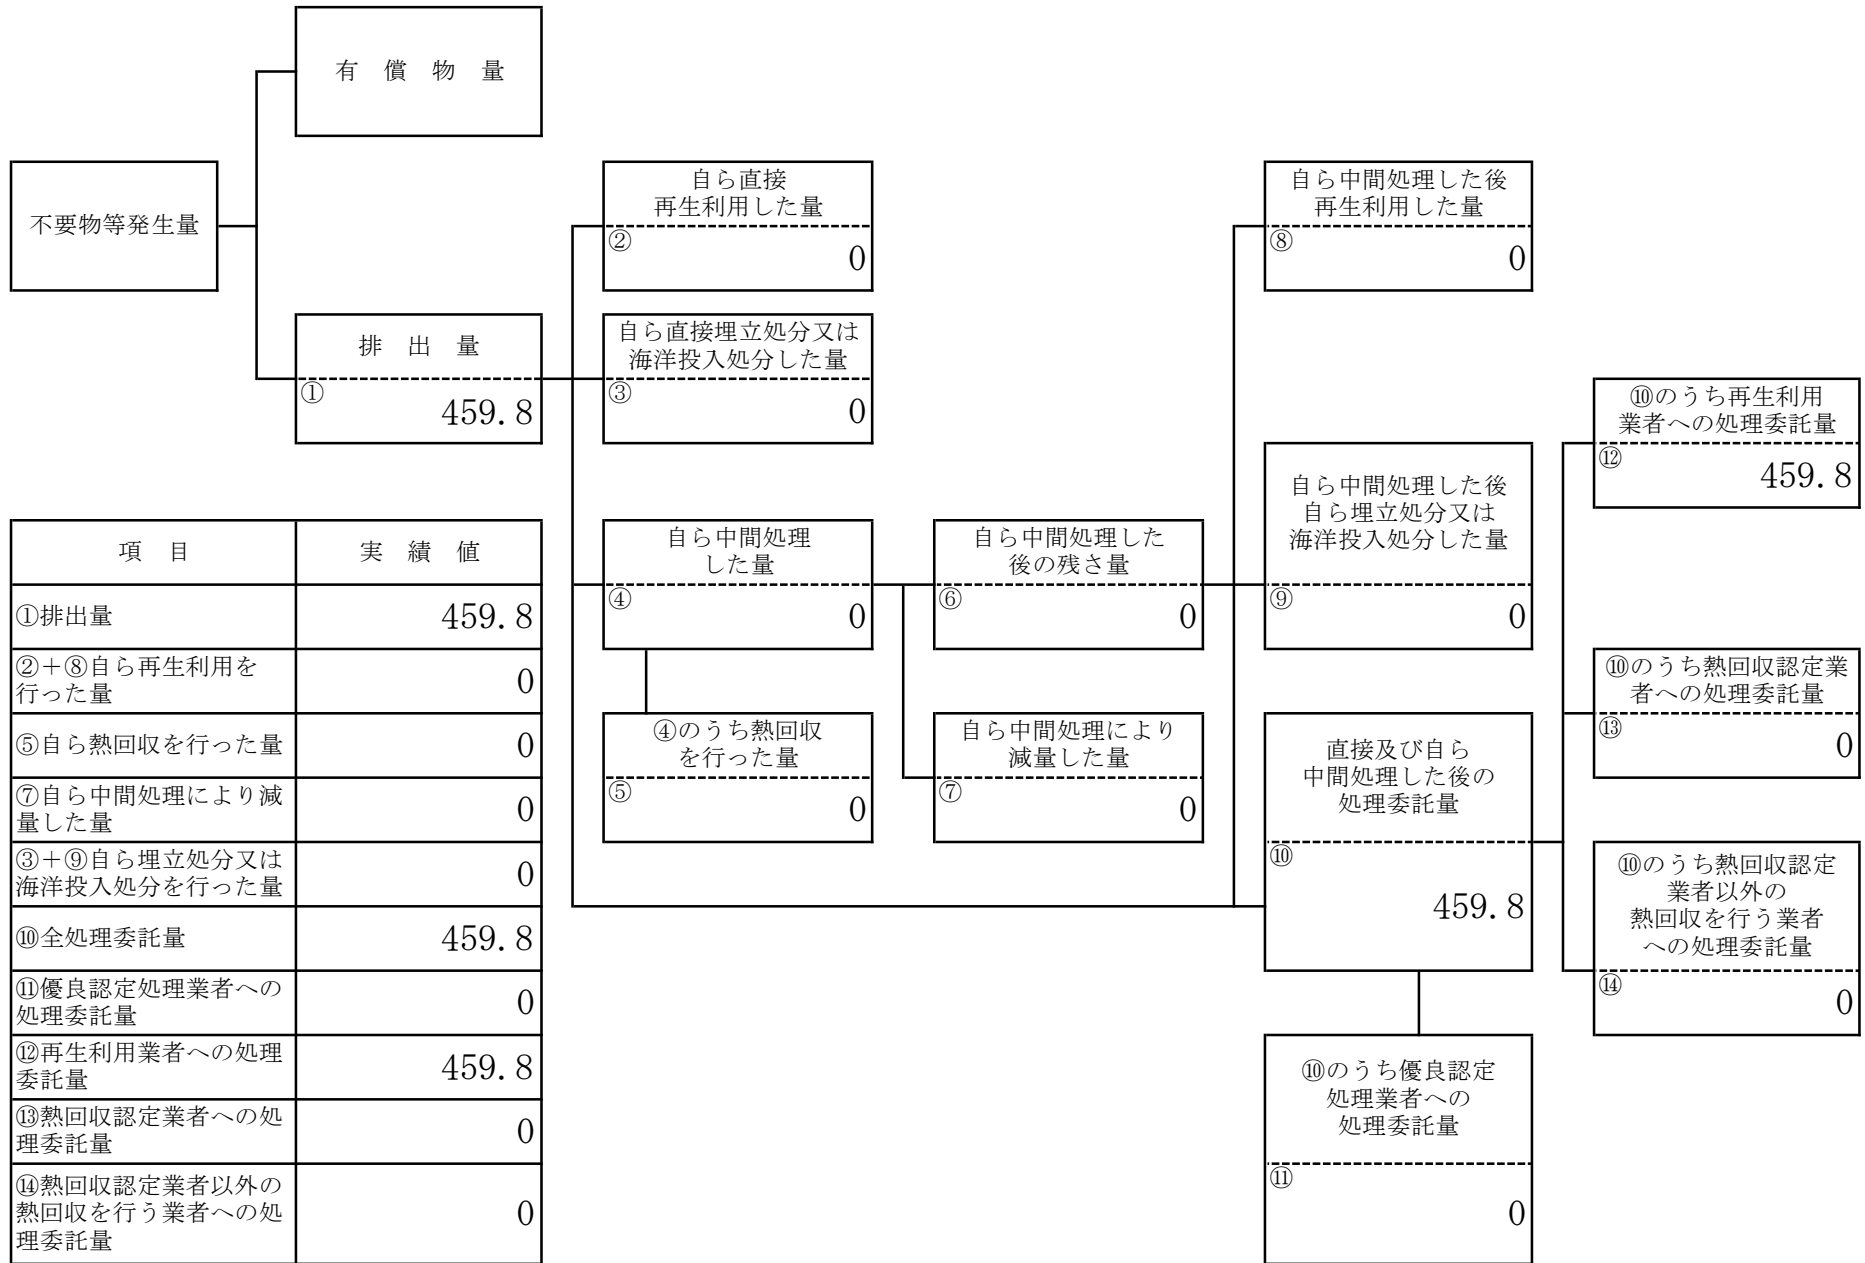 有　償　物　量
不要物等発生量
排　出　量
①
459.8
自ら直接
再生利用した量
②
0
自ら直接埋立処分又は
海洋投入処分した量
③
0
自ら中間処理
した量
④
0
④のうち熱回収
を行った量
⑤
0
自ら中間処理した
後の残さ量
⑥
0
自ら中間処理により
減量した量
⑦
0
自ら中間処理した後
再生利用した量
⑧
0
自ら中間処理した後
自ら埋立処分又は
海洋投入処分した量
⑨
0
直接及び自ら
中間処理した後の
処理委託量
⑩
459.8
⑩のうち優良認定
処理業者への
処理委託量
⑪
0
⑩のうち再生利用
業者への処理委託量
⑫
459.8
⑩のうち熱回収認定業
者への処理委託量
⑬
0
⑩のうち熱回収認定
業者以外の
熱回収を行う業者
への処理委託量
⑭
0
項　目　実　績　値
①排出量 459.8
②＋⑧自ら再生利用を
行った量 0
⑤自ら熱回収を行った量 0
⑦自ら中間処理により減
量した量 0
③＋⑨自ら埋立処分又は
海洋投入処分を行った量 0
⑩全処理委託量 459.8
⑪優良認定処理業者への
処理委託量 0
⑫再生利用業者への処理
委託量 459.8
⑬熱回収認定業者への処
理委託量 0
⑭熱回収認定業者以外の
熱回収を行う業者への処
理委託量 0